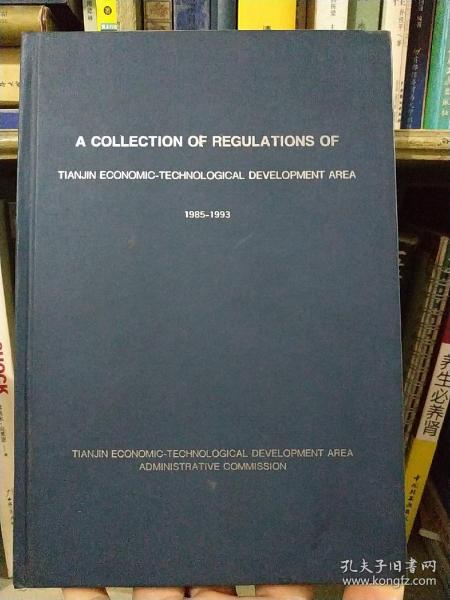 A COLLECTION OF REGULATIONS OF
TIANJIN ECONOMIC-TECHNOLOGICAL DEVELOPMENT AREA
1985-1993
TIANJIN ECONOMIC-TECHNOLOGICAL DEVELOPMENT AREA
ADMINISTRATIVE COMMISSION
养生必养肾
孔夫子旧书网
www.kongfz.com